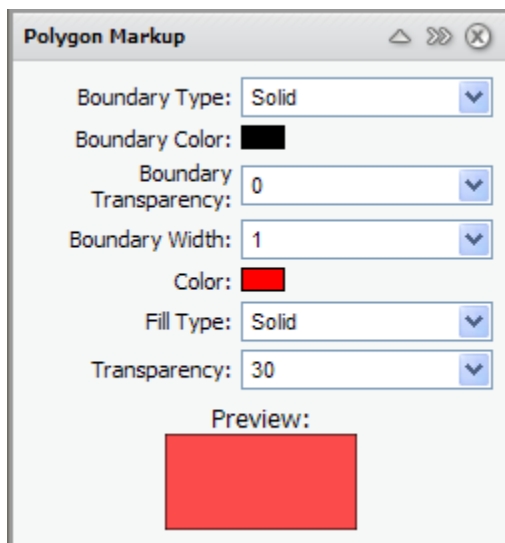 Polygon Markup
Boundary Type: Solid
Boundary Color:
Boundary
Transparency: 0
Boundary Width: 1
Color:
Fill Type: Solid
Transparency: 30
Preview: